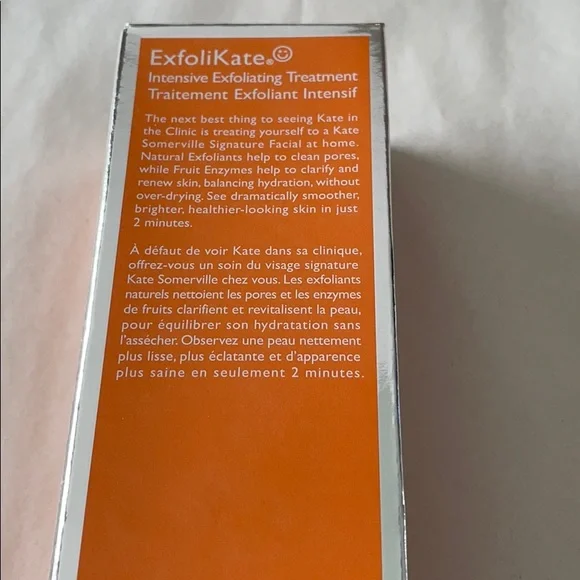 ExfoliKate®☺
Intensive Exfoliating Treatment
Traitement Exfoliant Intensif
The next best thing to seeing Kate in
the Clinic is treating yourself to a Kate
Somerville Signature Facial at home.
Natural Exfoliants help to clean pores,
while Fruit Enzymes help to clarify and
renew skin, balancing hydration, without
over-drying. See dramatically smoother,
brighter, healthier-looking skin in just
2 minutes.
À défaut de voir Kate dans sa clinique,
offrez-vous un soin du visage signature
Kate Somerville chez vous. Les exfoliants
naturels nettoient les pores et les enzymes
de fruits clarifient et revitalisent la peau,
pour équilibrer son hydratation sans
l'assécher. Observez une peau nettement
plus lisse, plus éclatante et d'apparence
plus saine en seulement 2 minutes.